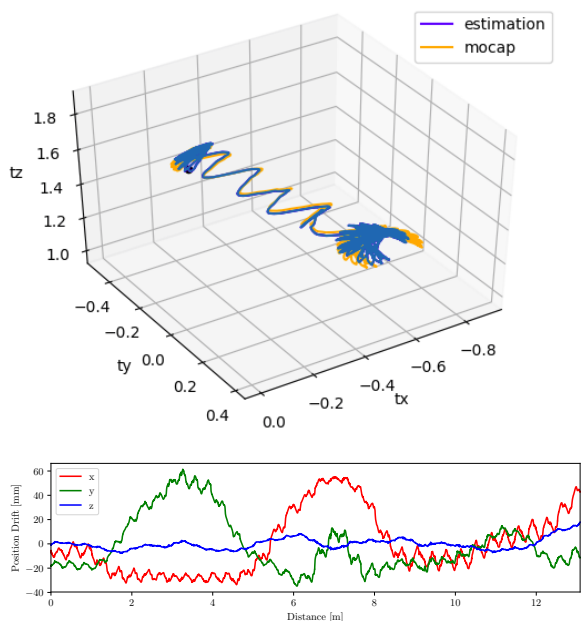 estimation
mocap
1.8
1.6
1.4
1.2
1.0
tz
−0.4
−0.2
0.0
0.2
0.4
ty
0.0
−0.2
−0.4
−0.6
−0.8
tx
60
40
20
0
−20
−40
Position Drift [mm]
x
y
z
0 2 4 6 8 10 12
Distance [m]